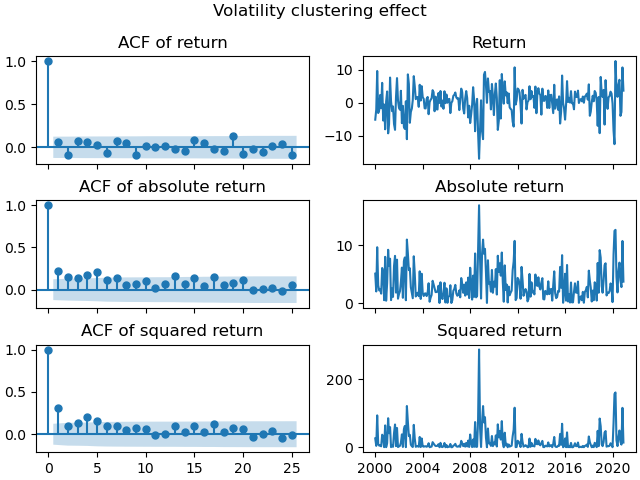 Volatility clustering effect
ACF of return
1.0
0.5
0.0
Return
10
0
−10
ACF of absolute return
1.0
0.5
0.0
Absolute return
10
0
ACF of squared return
1.0
0.5
0.0
0 5 10 15 20 25
Squared return
200
0
2000 2004 2008 2012 2016 2020